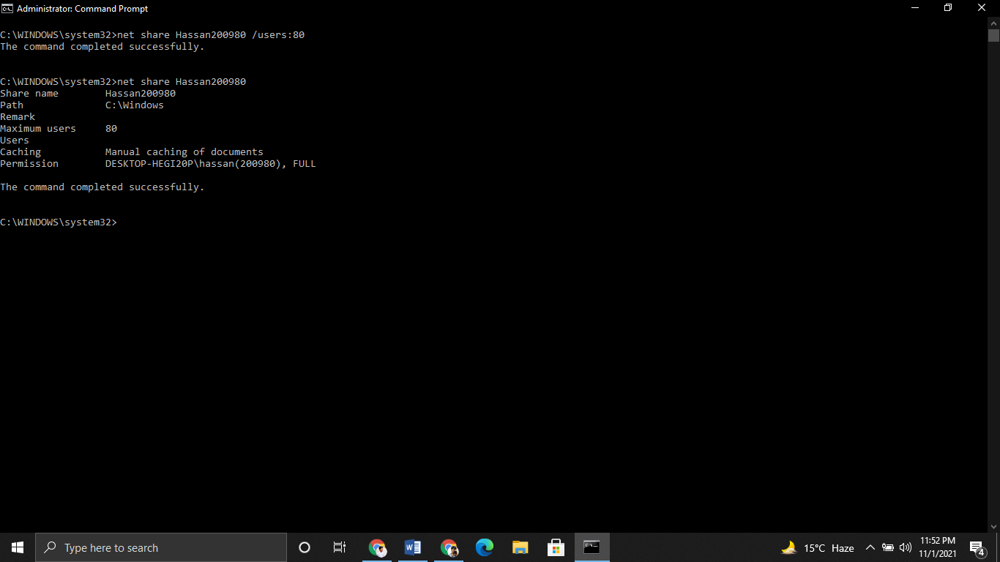 Administrator: Command Prompt
C:\WINDOWS\system32>net share Hassan200980 /users:80
The command completed successfully.
C:\WINDOWS\system32>net share Hassan200980
Share name Hassan200980
Path C:\Windows
Remark
Maximum users 80
Users
Caching Manual caching of documents
Permission DESKTOP-HEGI20P\hassan(200980), FULL
The command completed successfully.
C:\WINDOWS\system32>
Type here to search
15°C Haze
11:52 PM
11/1/2021
4